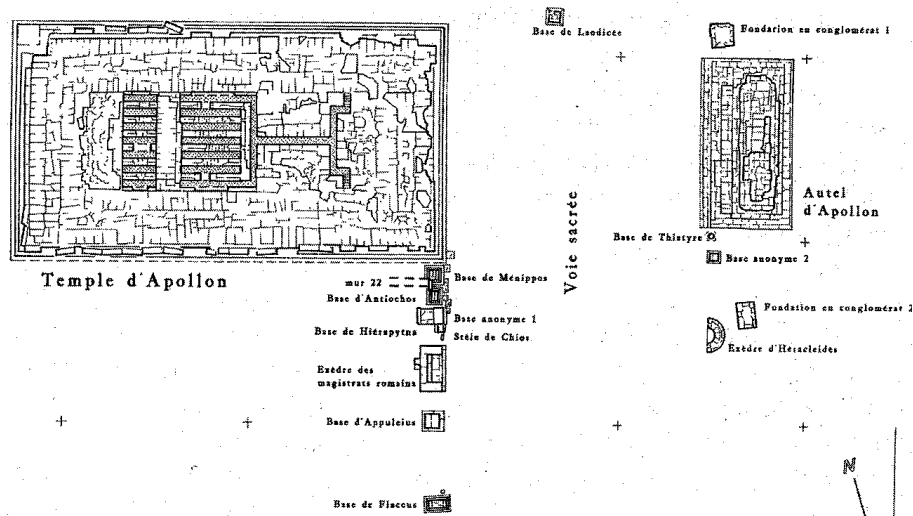 Base de Laodicée
Fondation en conglomérat 1
Autel
d'Apollon
Voie sacrée
Base de Thiatyre
Base anonyme 2
Temple d'Apollon
Base de Ménippos
mur 22
Base d'Antiochos
Base anonyme 1
Base de Hiérapytna
Stèle de Chios
Fondation en conglomérat 2
Exèdre d'Héracleidès
Exèdre des
magistrats romains
Base d'Appuleius
N
Base de Flaccus